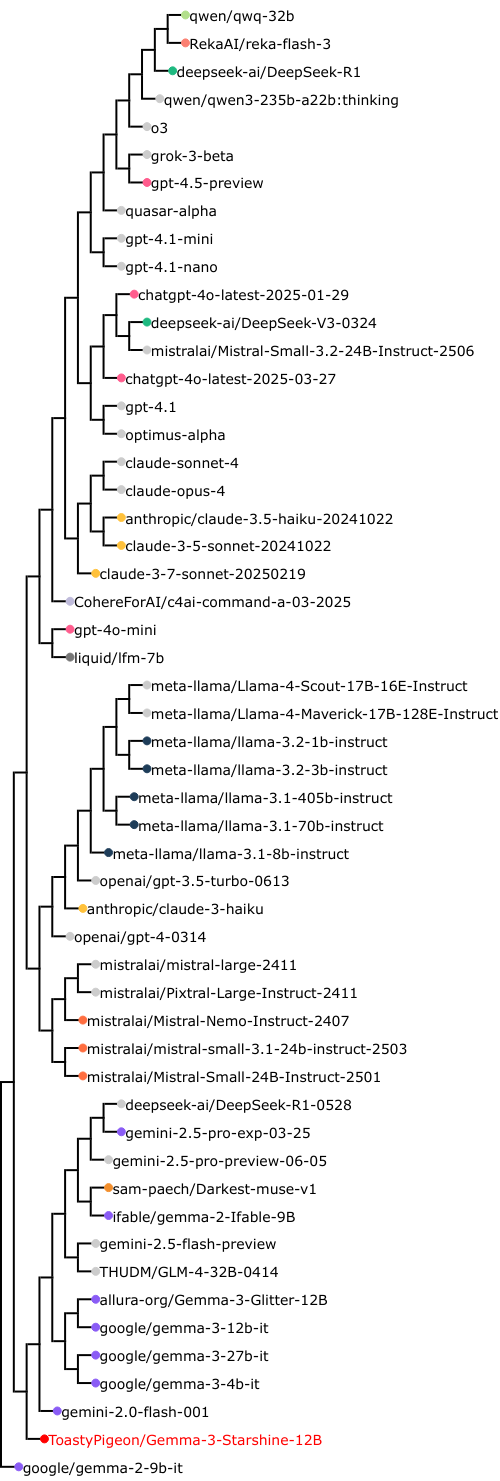 qwen/qwq-32b
RekaAI/reka-flash-3
deepseek-ai/DeepSeek-R1
qwen/qwen3-235b-a22b:thinking
o3
grok-3-beta
gpt-4.5-preview
quasar-alpha
gpt-4.1-mini
gpt-4.1-nano
chatgpt-4o-latest-2025-01-29
deepseek-ai/DeepSeek-V3-0324
mistralai/Mistral-Small-3.2-24B-Instruct-2506
chatgpt-4o-latest-2025-03-27
gpt-4.1
optimus-alpha
claude-sonnet-4
claude-opus-4
anthropic/claude-3.5-haiku-20241022
claude-3-5-sonnet-20241022
claude-3-7-sonnet-20250219
CohereForAI/c4ai-command-a-03-2025
gpt-4o-mini
liquid/lfm-7b
meta-llama/Llama-4-Scout-17B-16E-Instruct
meta-llama/Llama-4-Maverick-17B-128E-Instruct
meta-llama/llama-3.2-1b-instruct
meta-llama/llama-3.2-3b-instruct
meta-llama/llama-3.1-405b-instruct
meta-llama/llama-3.1-70b-instruct
meta-llama/llama-3.1-8b-instruct
openai/gpt-3.5-turbo-0613
anthropic/claude-3-haiku
openai/gpt-4-0314
mistralai/mistral-large-2411
mistralai/Pixtral-Large-Instruct-2411
mistralai/Mistral-Nemo-Instruct-2407
mistralai/mistral-small-3.1-24b-instruct-2503
mistralai/Mistral-Small-24B-Instruct-2501
deepseek-ai/DeepSeek-R1-0528
gemini-2.5-pro-exp-03-25
gemini-2.5-pro-preview-06-05
sam-paech/Darkest-muse-v1
ifable/gemma-2-Ifable-9B
gemini-2.5-flash-preview
THUDM/GLM-4-32B-0414
allura-org/Gemma-3-Glitter-12B
google/gemma-3-12b-it
google/gemma-3-27b-it
google/gemma-3-4b-it
gemini-2.0-flash-001
ToastyPigeon/Gemma-3-Starshine-12B
google/gemma-2-9b-it